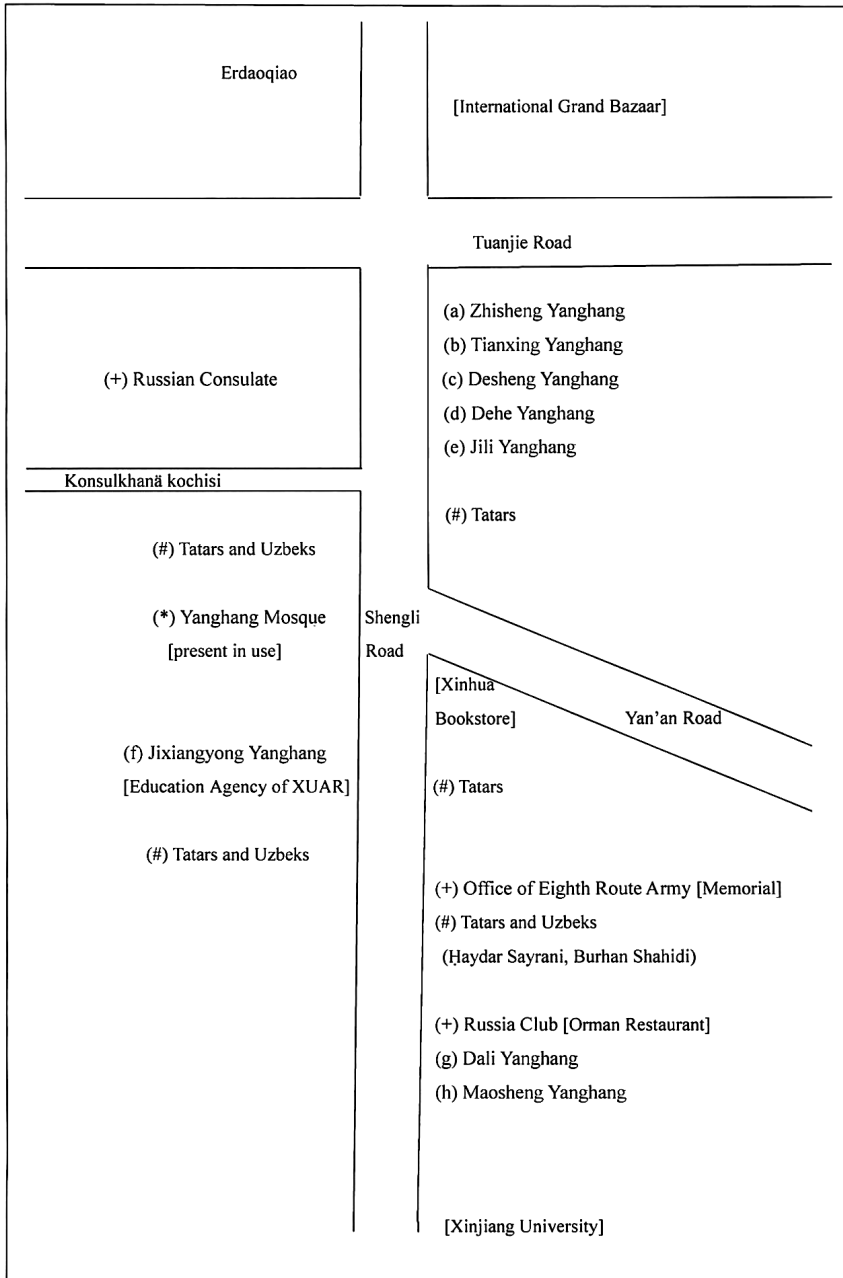 Erdaoqiao
[International Grand Bazaar]
Tuanjie Road
(a) Zhisheng Yanghang
(b) Tianxing Yanghang
(+) Russian Consulate
(c) Desheng Yanghang
(d) Dehe Yanghang
(e) Jili Yanghang
Konsulkhanä kochisi
(#) Tatars
(#) Tatars and Uzbeks
(*) Yanghang Mosque
[present in use]
Shengli
Road
[Xinhua
Bookstore]
Yan'an Road
(f) Jixiangyong Yanghang
[Education Agency of XUAR]
(#) Tatars
(#) Tatars and Uzbeks
(+) Office of Eighth Route Army [Memorial]
(#) Tatars and Uzbeks
(Ḥaydar Sayrani, Burhan Shahidi)
(+) Russia Club [Orman Restaurant]
(g) Dali Yanghang
(h) Maosheng Yanghang
[Xinjiang University]